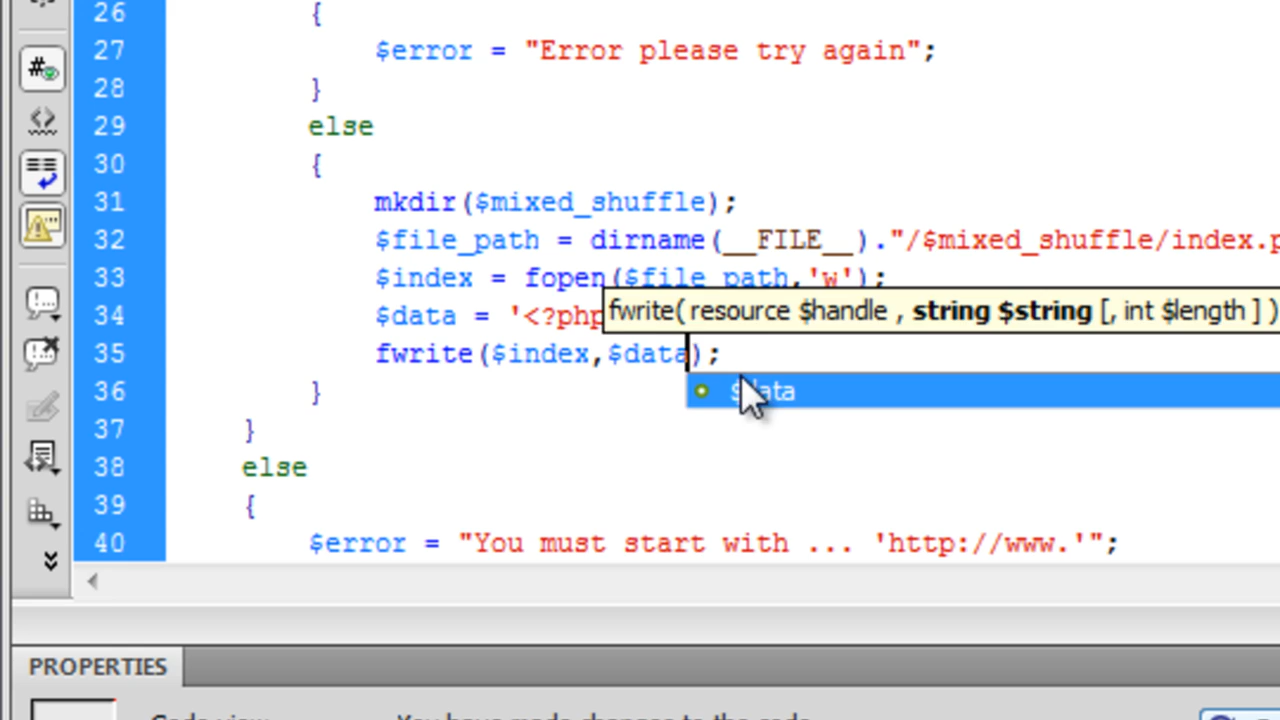 26 {
27 $error = "Error please try again";
28 }
29 else
30 {
31 mkdir($mixed_shuffle);
32 $file_path = dirname(__FILE__)."/$mixed_shuffle/index.p
33 $index = fopen($file_path,'w');
34 $data = '<?php
fwrite( resource $handle , string $string [, int $length ] )
35 fwrite($index,$data);
36 }
$data
37 }
38 else
39 {
40 $error = "You must start with ... 'http://www.'";
PROPERTIES
Code view
You have made changes to the code